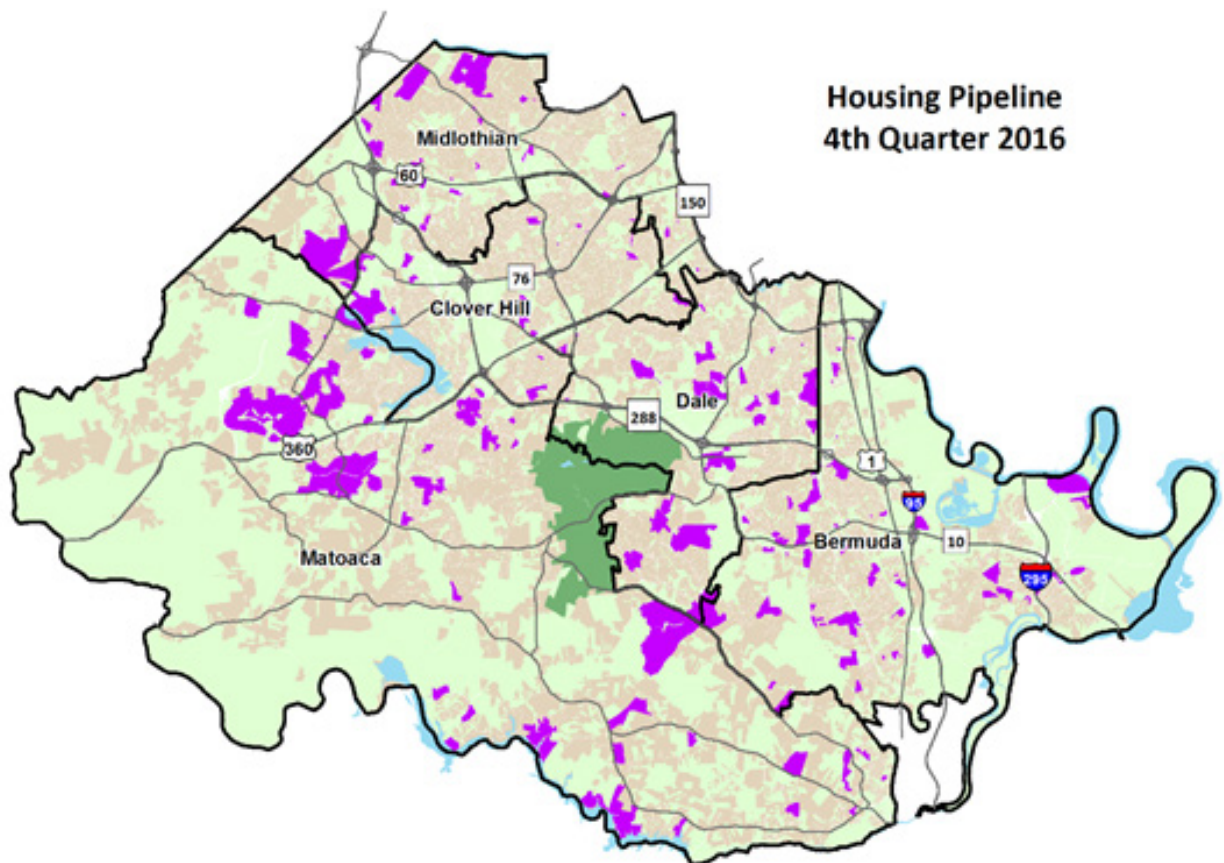 Housing Pipeline
4th Quarter 2016
Midlothian
60
150
76
Clover Hill
Dale
288
360
1
95
Bermuda
10
Matoaca
295